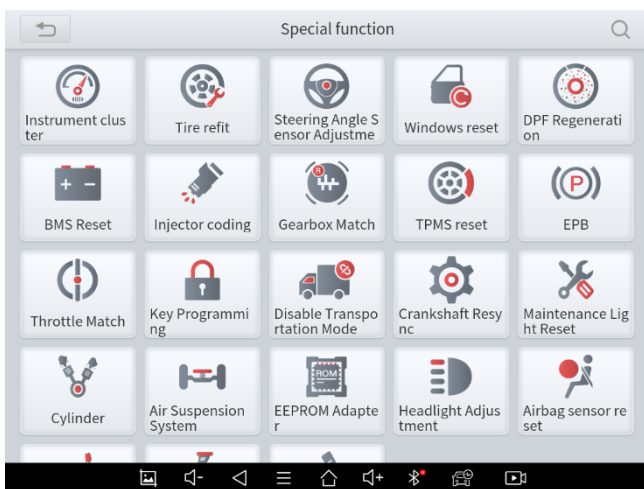 Special function
Instrument clus
ter
Tire refit
Steering Angle S
ensor Adjustme
Windows reset
DPF Regenerati
on
BMS Reset
Injector coding
Gearbox Match
TPMS reset
EPB
Throttle Match
Key Programmi
ng
Disable Transpo
rtation Mode
Crankshaft Resy
nc
Maintenance Lig
ht Reset
Cylinder
Air Suspension
System
EEPROM Adapte
r
Headlight Adjus
tment
Airbag sensor re
set